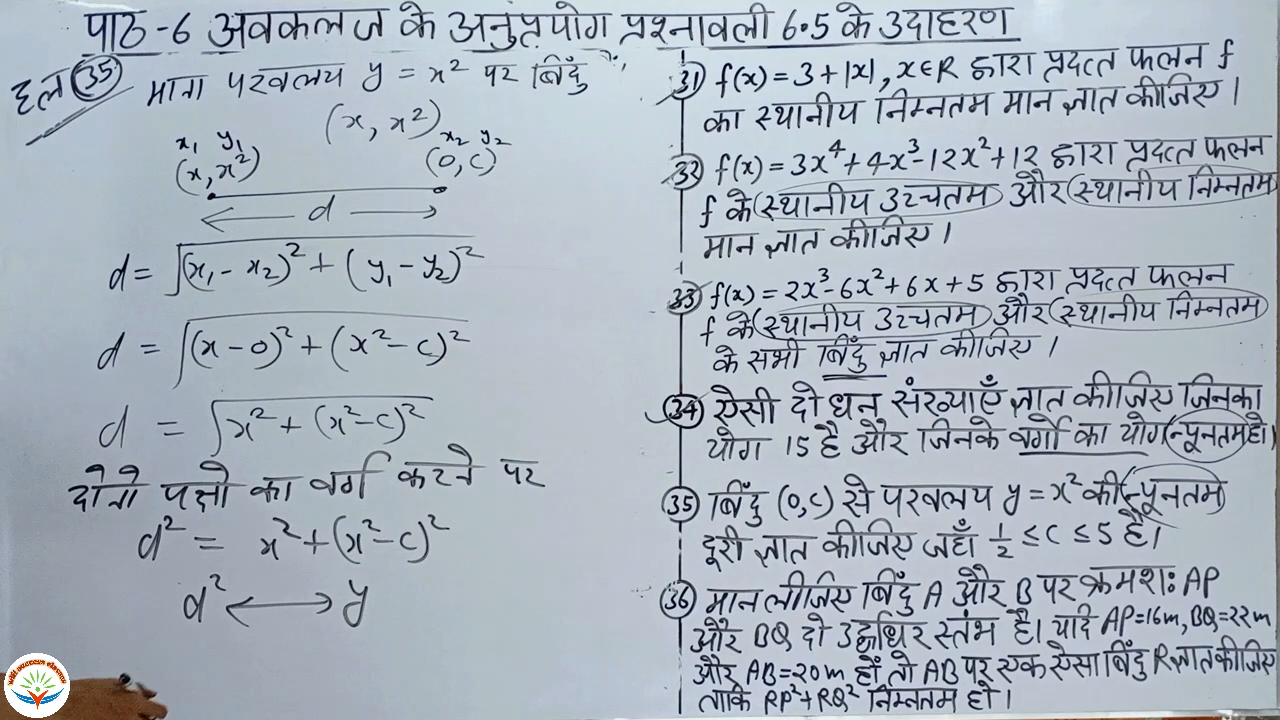 पाठ-6 अवकलज के अनुप्रयोग प्रश्नावली 6.5 के उदाहरण
हल (35) माना परवलय y = x² पर बिंदु है,
(x, x²)
x₁ y₁
(x, x²)
x₂ y₂
(0, c)
d
d = √(x₁ - x₂)² + (y₁ - y₂)²
d = √(x-0)² + (x²-c)²
d = √x² + (x²-c)²
दोनो पक्षो का वर्ग करने पर
d² = x² + (x²-c)²
d² ⟷ y
31) f(x) = 3+|x|, x∈R द्वारा प्रदत्त फलन f
का स्थानीय निम्नतम मान ज्ञात कीजिए।
32) f(x) = 3x⁴+4x³-12x²+12 द्वारा प्रदत्त फलन
f के स्थानीय उच्चतम और स्थानीय निम्नतम
मान ज्ञात कीजिए।
33) f(x) = 2x³-6x²+6x+5 द्वारा प्रदत्त फलन
f के स्थानीय उच्चतम और स्थानीय निम्नतम
के सभी बिंदु ज्ञात कीजिए।
(34) ऐसी दो धन संख्याएँ ज्ञात कीजिए जिनका
योग 15 है और जिनके वर्गों का योग न्यूनतम हो।
(35) बिंदु (0,c) से परवलय y = x² की न्यूनतम
दूरी ज्ञात कीजिए जहाँ 1/2 ≤ c ≤ 5 है।
(36) मान लीजिए बिंदु A और B पर क्रमशः AP
और BQ दो उर्ध्वाधर स्तंभ है। यदि AP=16m, BQ=22m
और AB=20m हों तो AB पर एक ऐसा बिंदु R ज्ञात कीजिए
ताकि RP²+RQ² निम्नतम हो।